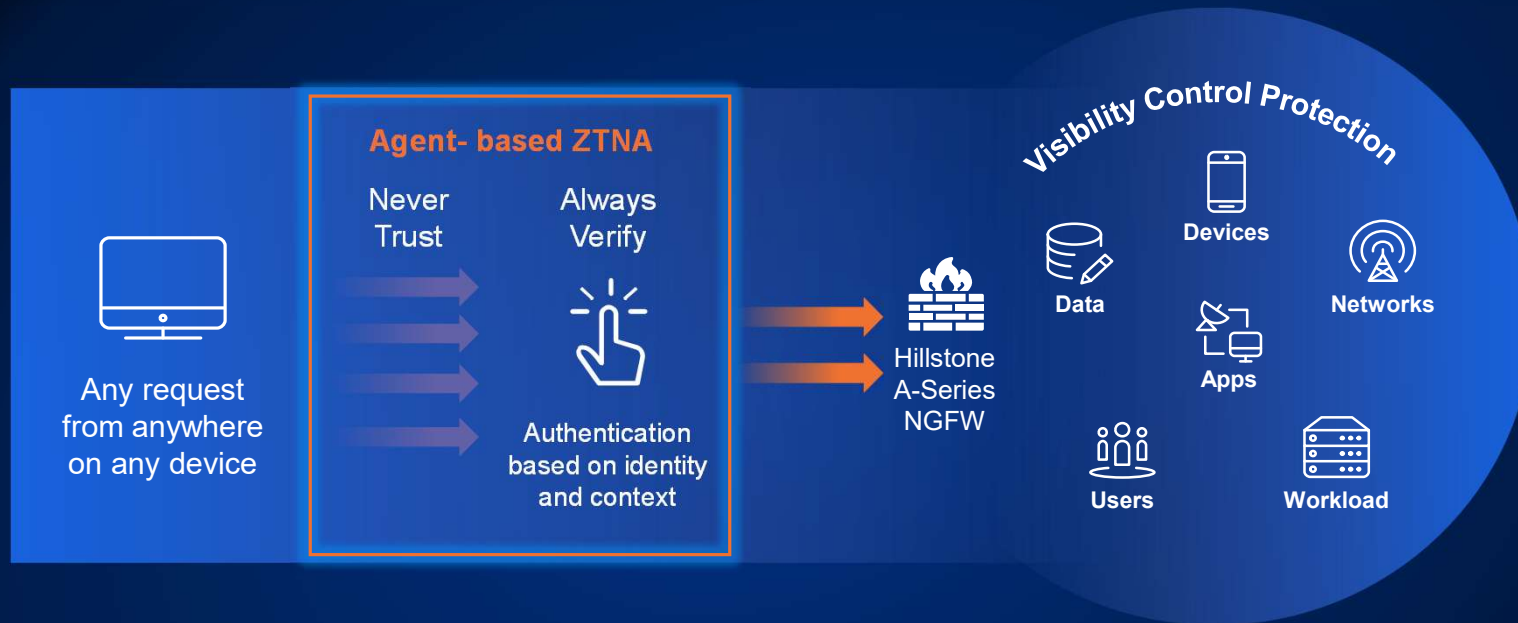 Any request
from anywhere
on any device
Agent- based ZTNA
Never
Trust
Always
Verify
Authentication
based on identity
and context
Hillstone
A-Series
NGFW
Visibility Control Protection
Devices
Data
Networks
Apps
Users
Workload